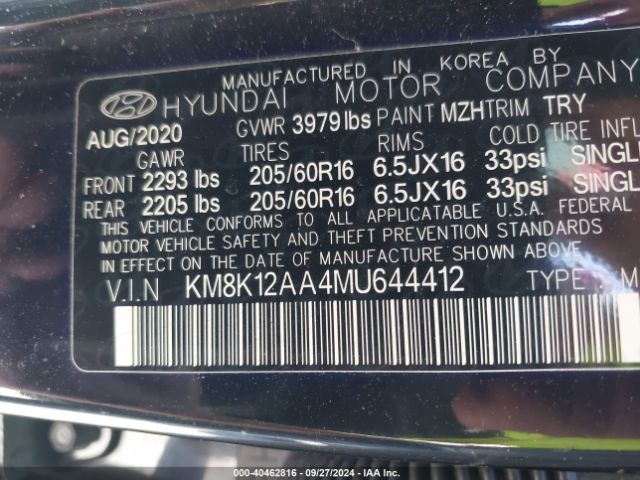 MANUFACTURED IN KOREA BY
HYUNDAI MOTOR COMPANY
AUG/2020 GVWR 3979 lbs PAINT MZH TRIM TRY
GAWR TIRES RIMS COLD TIRE INFL
FRONT 2293 lbs 205/60R16 6.5JX16 33psi SINGLE
REAR 2205 lbs 205/60R16 6.5JX16 33psi SINGL
THIS VEHICLE CONFORMS TO ALL APPLICABLE U.S.A. FEDERAL
MOTOR VEHICLE SAFETY AND THEFT PREVENTION STANDARDS
IN EFFECT ON THE DATE OF MANUFACTURE SHOWN ABOVE.
V.I.N KM8K12AA4MU644412 TYPE
000-40462816 - 09/27/2024 - IAA Inc.